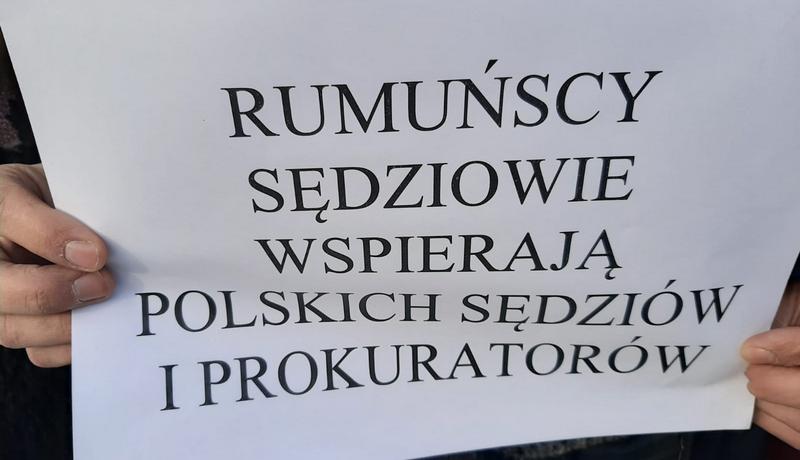 RUMUŃSCY
SĘDZIOWIE
WSPIERAJĄ
POLSKICH SĘDZIÓW
I PROKURATORÓW